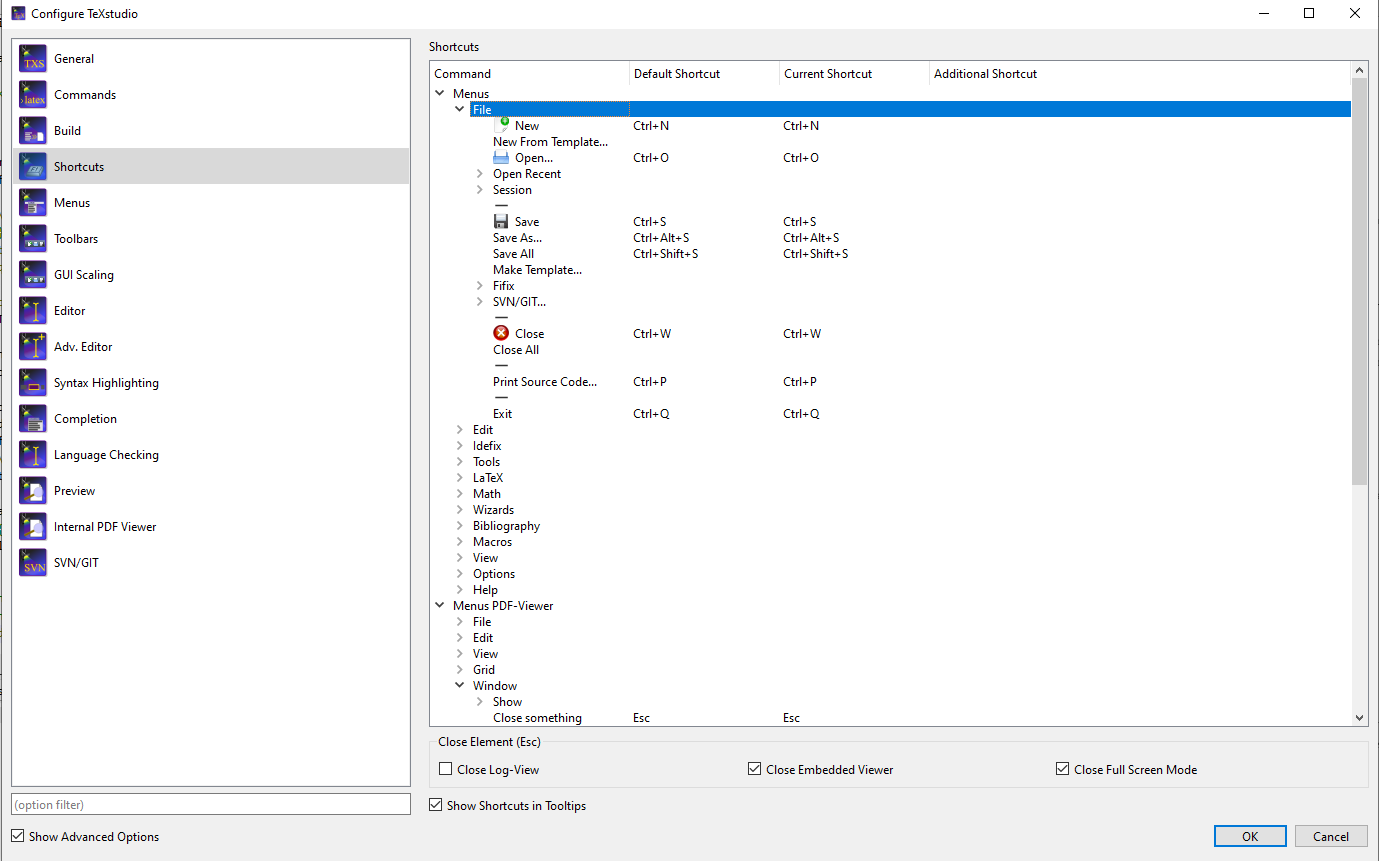 Configure TeXstudio
General
Commands
Build
Shortcuts
Menus
Toolbars
GUI Scaling
Editor
Adv. Editor
Syntax Highlighting
Completion
Language Checking
Preview
Internal PDF Viewer
SVN/GIT
(option filter)
Show Advanced Options
Shortcuts
Command Default Shortcut Current Shortcut Additional Shortcut
Menus
File
New Ctrl+N Ctrl+N
New From Template...
Open... Ctrl+O Ctrl+O
Open Recent
Session
—
Save Ctrl+S Ctrl+S
Save As... Ctrl+Alt+S Ctrl+Alt+S
Save All Ctrl+Shift+S Ctrl+Shift+S
Make Template...
Fifix
SVN/GIT...
—
Close Ctrl+W Ctrl+W
Close All
—
Print Source Code... Ctrl+P Ctrl+P
—
Exit Ctrl+Q Ctrl+Q
Edit
Idefix
Tools
LaTeX
Math
Wizards
Bibliography
Macros
View
Options
Help
Menus PDF-Viewer
File
Edit
View
Grid
Window
Show
Close something Esc Esc
Close Element (Esc)
Close Log-View Close Embedded Viewer Close Full Screen Mode
Show Shortcuts in Tooltips
OK Cancel